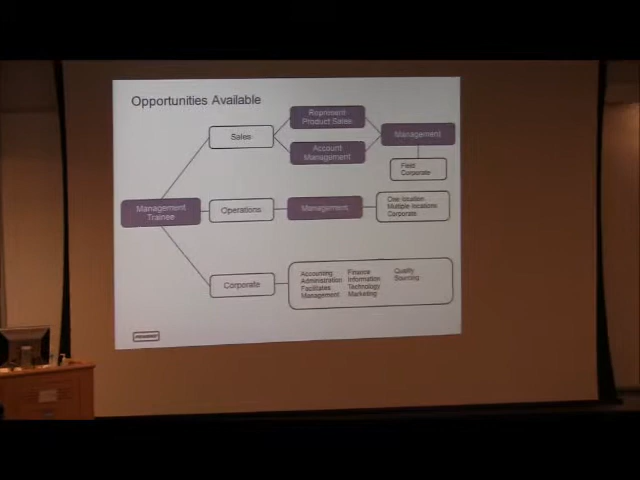 Opportunities Available
Represent
Product Sales
Sales
Management
Account
Management
Field
Corporate
Management
Trainee
Operations
Management
One location
Multiple locations
Corporate
Corporate
Accounting
Administration
Facilities
Management
Finance
Information
Technology
Marketing
Quality
Sourcing